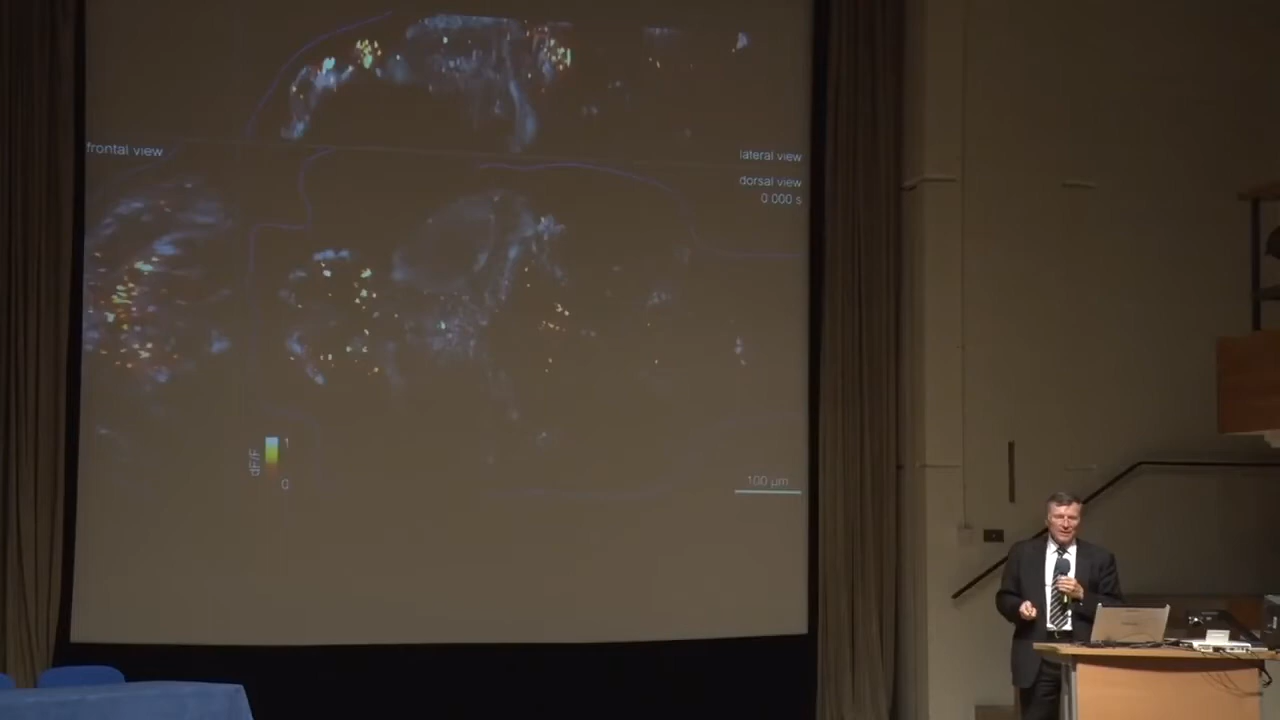 frontal view
lateral view
dorsal view
0 000 s
dF/F
1
0
100 µm